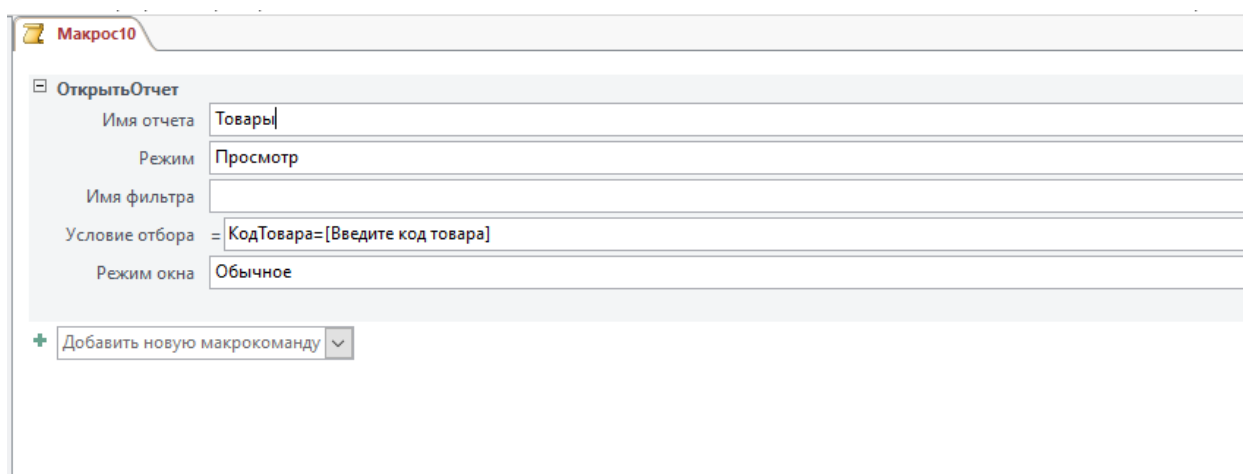 Макрос10
ОткрытьОтчет
Имя отчета Товары
Режим Просмотр
Имя фильтра
Условие отбора = КодТовара=[Введите код товара]
Режим окна Обычное
Добавить новую макрокоманду